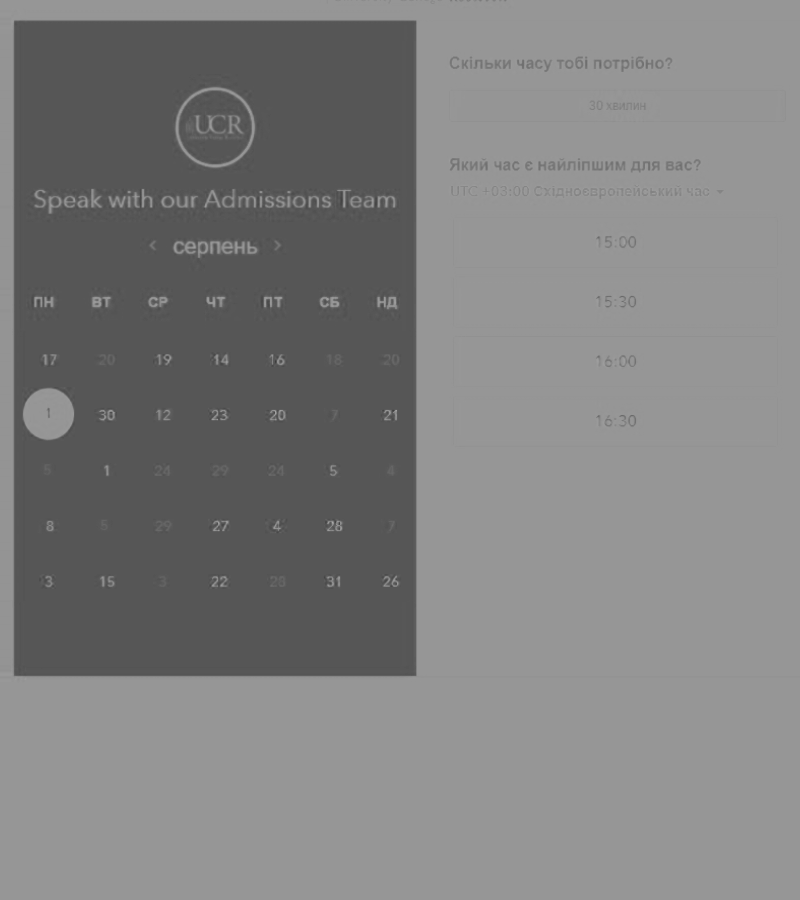 UCR
Speak with our Admissions Team
серпень
ПН ВТ СР ЧТ ПТ СБ НД
17 20 19 14 16 18 20
1 30 12 23 20 7 21
5 1 24 29 24 5 4
8 5 29 27 4 28 7
3 15 3 22 28 31 26
Скільки часу тобі потрібно?
30 хвилин
Який час є найліпшим для вас?
UTC +03:00 Східноєвропейський час
15:00
15:30
16:00
16:30